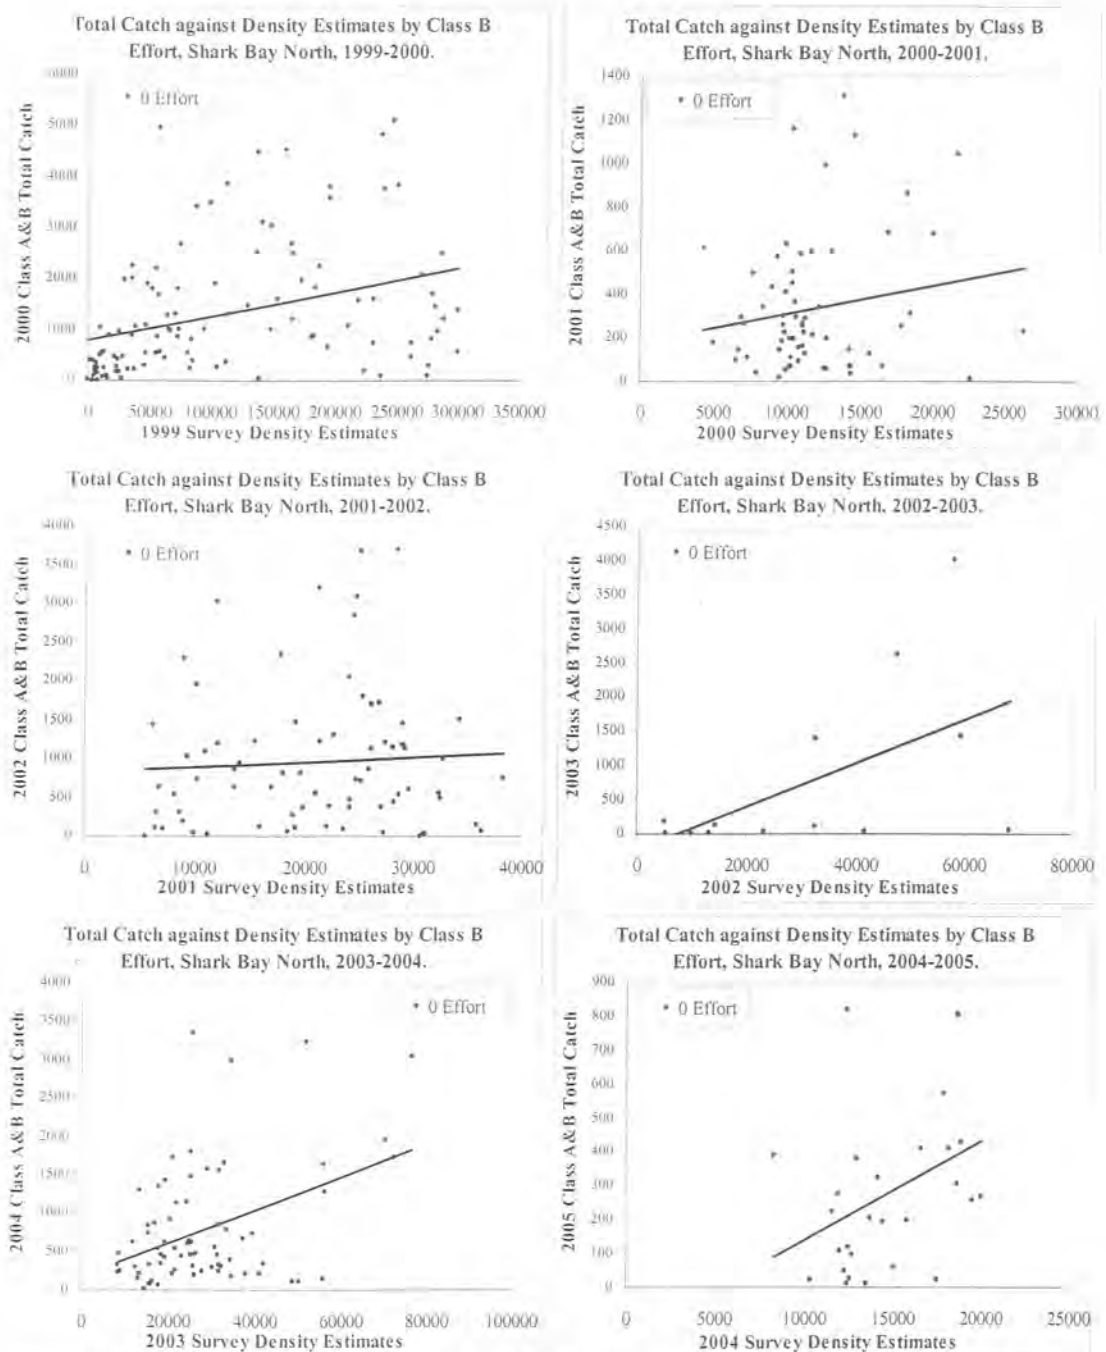 Total Catch against Density Estimates by Class B
Effort, Shark Bay North, 1999-2000.
0 Effort
2000 Class A&B Total Catch
5000
4000
3000
2000
1000
0
0 50000 100000 150000 200000 250000 300000 350000
1999 Survey Density Estimates
Total Catch against Density Estimates by Class B
Effort, Shark Bay North, 2000-2001.
0 Effort
2001 Class A&B Total Catch
1400
1200
1000
800
600
400
200
0
0 5000 10000 15000 20000 25000 30000
2000 Survey Density Estimates
Total Catch against Density Estimates by Class B
Effort, Shark Bay North, 2001-2002.
0 Effort
2002 Class A&B Total Catch
4000
3500
3000
2500
2000
1500
1000
500
0
0 10000 20000 30000 40000
2001 Survey Density Estimates
Total Catch against Density Estimates by Class B
Effort, Shark Bay North, 2002-2003.
0 Effort
2003 Class A&B Total Catch
4500
4000
3500
3000
2500
2000
1500
1000
500
0
0 20000 40000 60000 80000
2002 Survey Density Estimates
Total Catch against Density Estimates by Class B
Effort, Shark Bay North, 2003-2004.
0 Effort
2004 Class A&B Total Catch
4000
3500
3000
2500
2000
1500
1000
500
0
0 20000 40000 60000 80000 100000
2003 Survey Density Estimates
Total Catch against Density Estimates by Class B
Effort, Shark Bay North, 2004-2005.
0 Effort
2005 Class A&B Total Catch
900
800
700
600
500
400
300
200
100
0
0 5000 10000 15000 20000 25000
2004 Survey Density Estimates